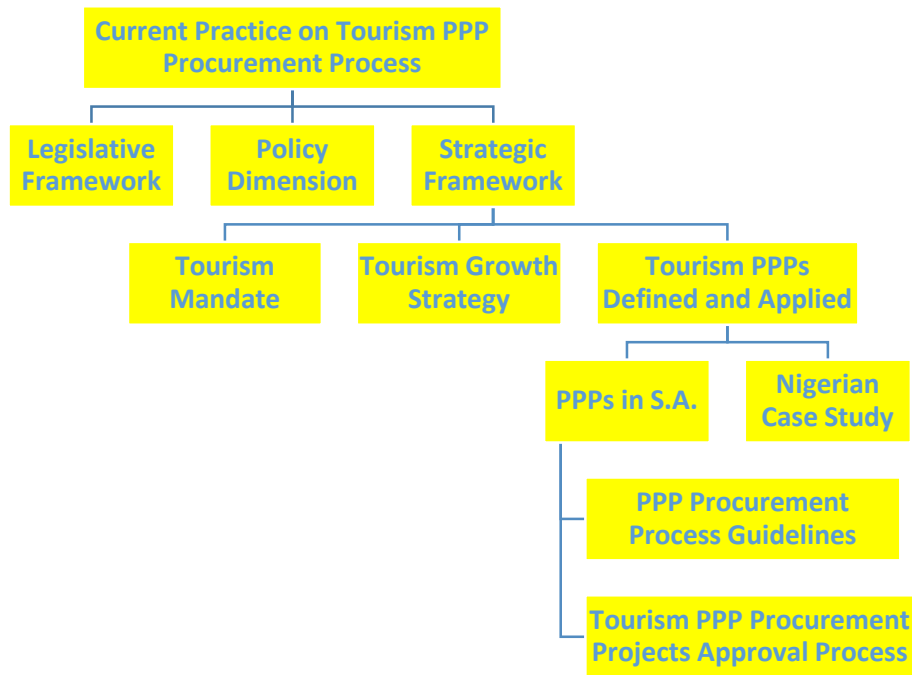 Current Practice on Tourism PPP
Procurement Process
Legislative
Framework
Policy
Dimension
Strategic
Framework
Tourism
Mandate
Tourism Growth
Strategy
Tourism PPPs
Defined and Applied
PPPs in S.A.
Nigerian
Case Study
PPP Procurement
Process Guidelines
Tourism PPP Procurement
Projects Approval Process